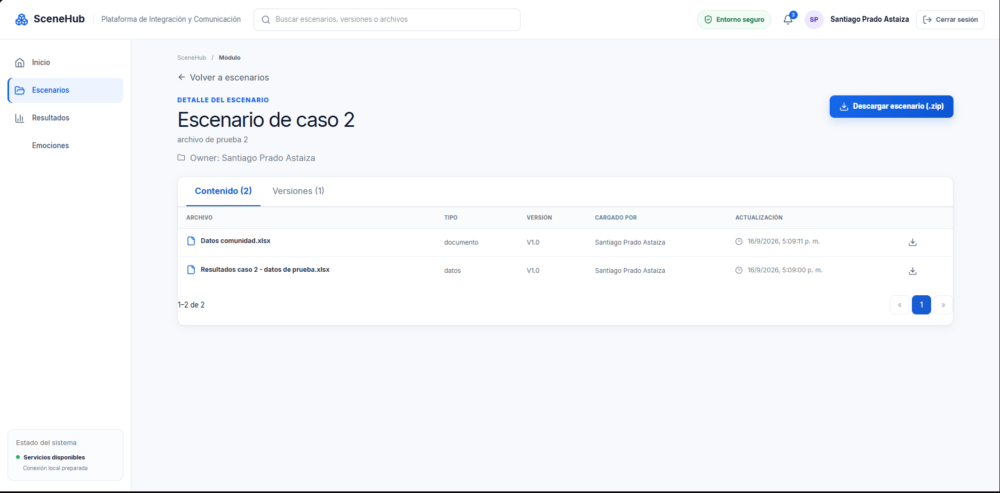 SceneHub
Plataforma de Integración y Comunicación
Buscar escenarios, versiones o archivos
Entorno seguro
3
SP
Santiago Prado Astaiza
Cerrar sesión
Inicio
Escenarios
Resultados
Emociones
Estado del sistema
Servicios disponibles
Conexión local preparada
SceneHub / Módulo
← Volver a escenarios
DETALLE DEL ESCENARIO
Escenario de caso 2
archivo de prueba 2
Owner: Santiago Prado Astaiza
Descargar escenario (.zip)
Contenido (2) Versiones (1)
ARCHIVO TIPO VERSIÓN CARGADO POR ACTUALIZACIÓN
Datos comunidad.xlsx documento V1.0 Santiago Prado Astaiza 16/9/2026, 5:09:11 p. m.
Resultados caso 2 - datos de prueba.xlsx datos V1.0 Santiago Prado Astaiza 16/9/2026, 5:09:00 p. m.
1–2 de 2
« 1 »